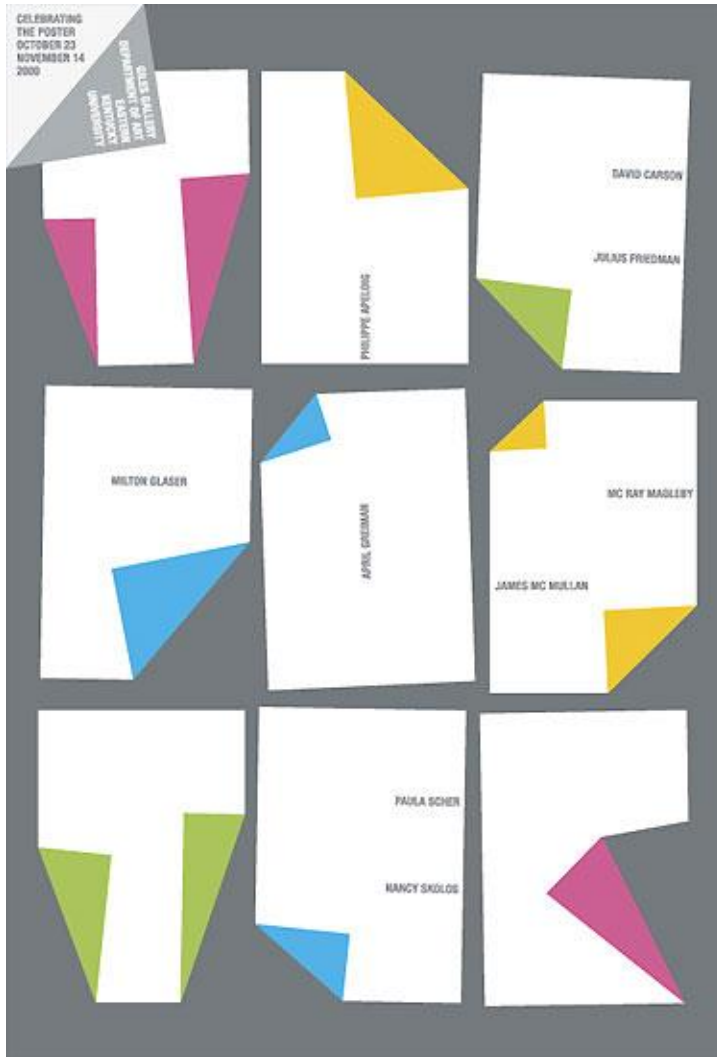 CELEBRATING
THE POSTER
OCTOBER 23
NOVEMBER 14
2000
GILES GALLERY
DEPARTMENT OF ART
EASTERN
KENTUCKY
UNIVERSITY
PHILIPPE APELOIG
DAVID CARSON
JULIUS FRIEDMAN
MILTON GLASER
APRIL GREIMAN
MC RAY MAGLEBY
JAMES MC MULLAN
PAULA SCHER
NANCY SKOLOS